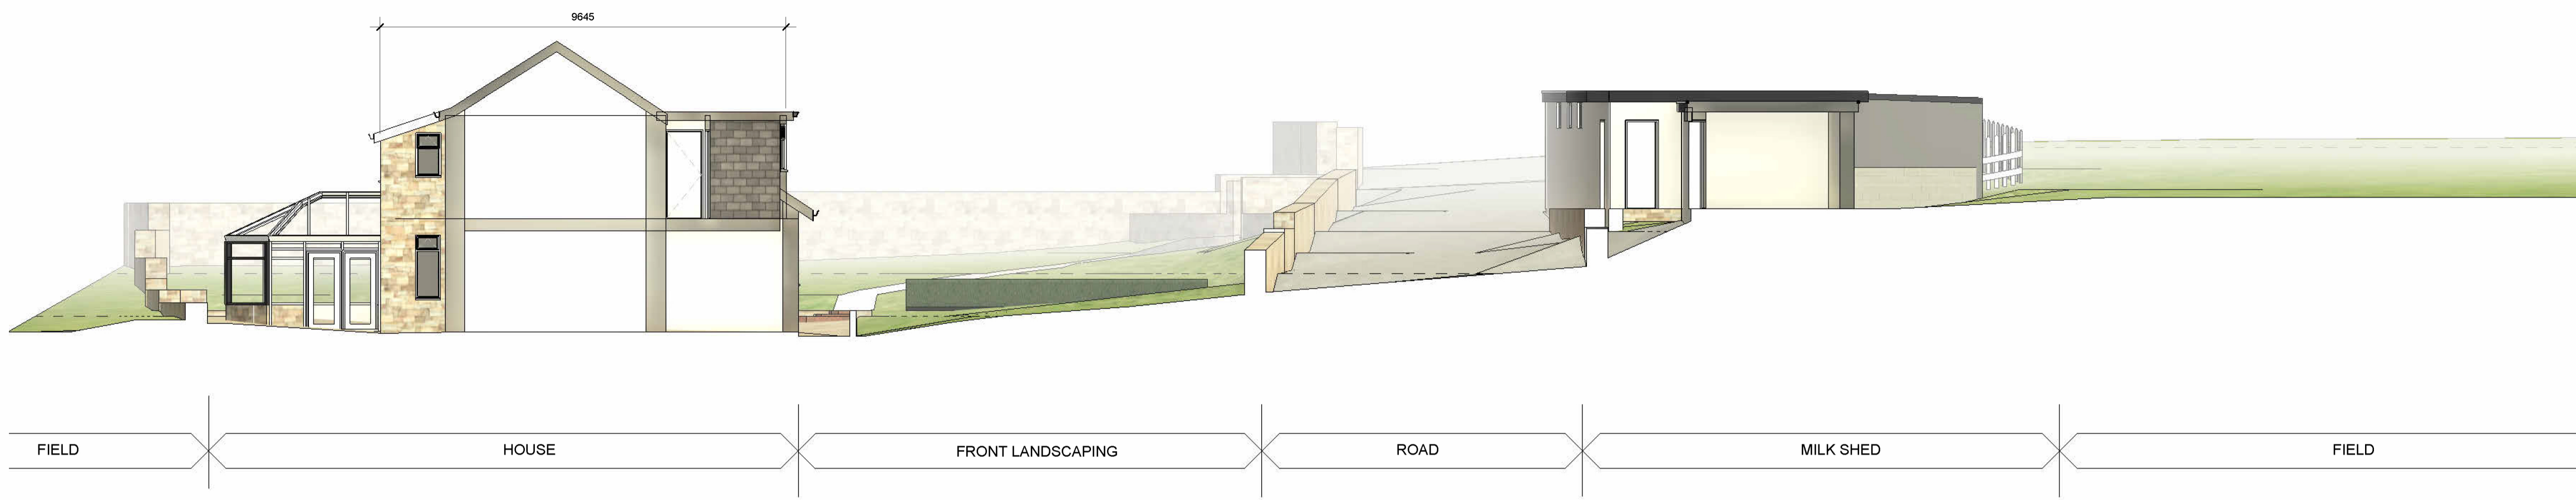 9645
FIELD
HOUSE
FRONT LANDSCAPING
ROAD
MILK SHED
FIELD